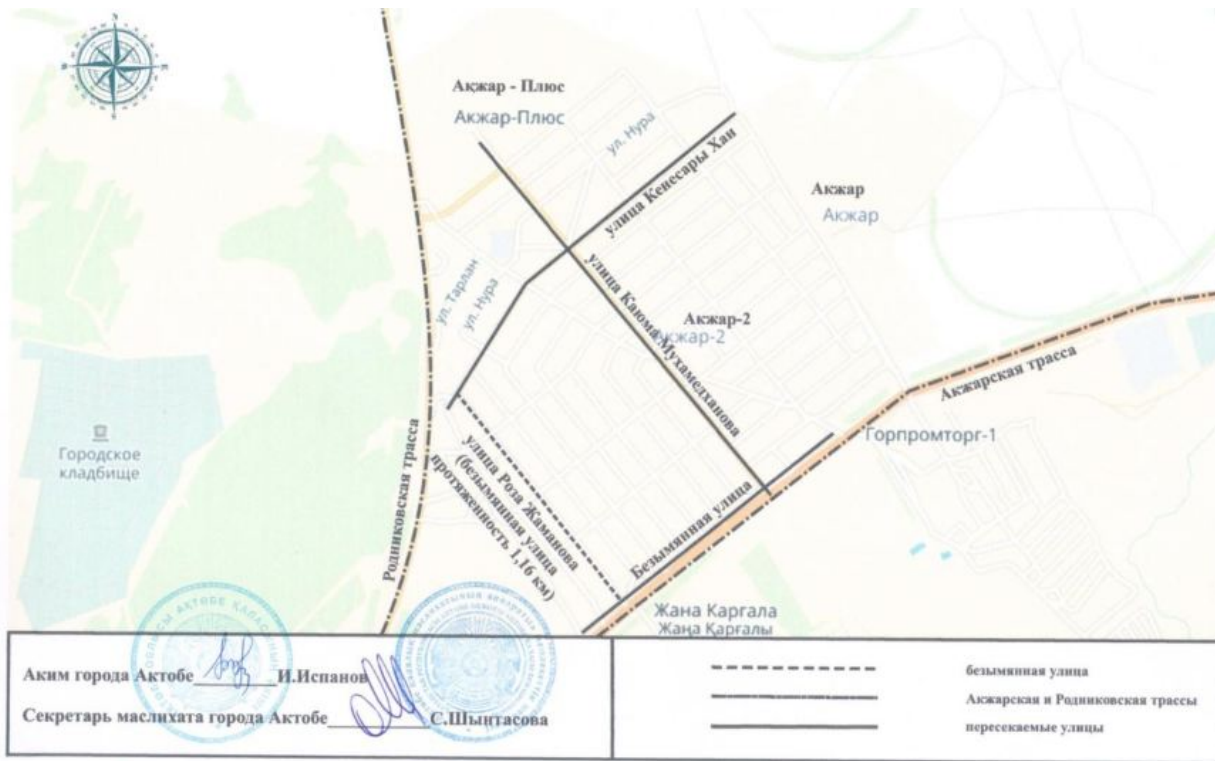 N
W
E
S
Ақжар - Плюс
Акжар-Плюс
ул. Нура
улица Кенесары Хан
Акжар
Акжар
ул. Тарлан
ул. Нура
улица Каюма Мухамедханова
Акжар-2
Акжар-2
Акжарская трасса
Горпромторг-1
Городское
кладбище
Родниковская трасса
улица Роза Жаманова
(безымянная улица
протяженность 1,16 км)
Безымянная улица
Жана Каргала
Жаңа Қарғалы
Аким города Актобе И.Испанов
Секретарь маслихата города Актобе С.Шынтасова
безымянная улица
Акжарская и Родниковская трассы
пересекаемые улицы